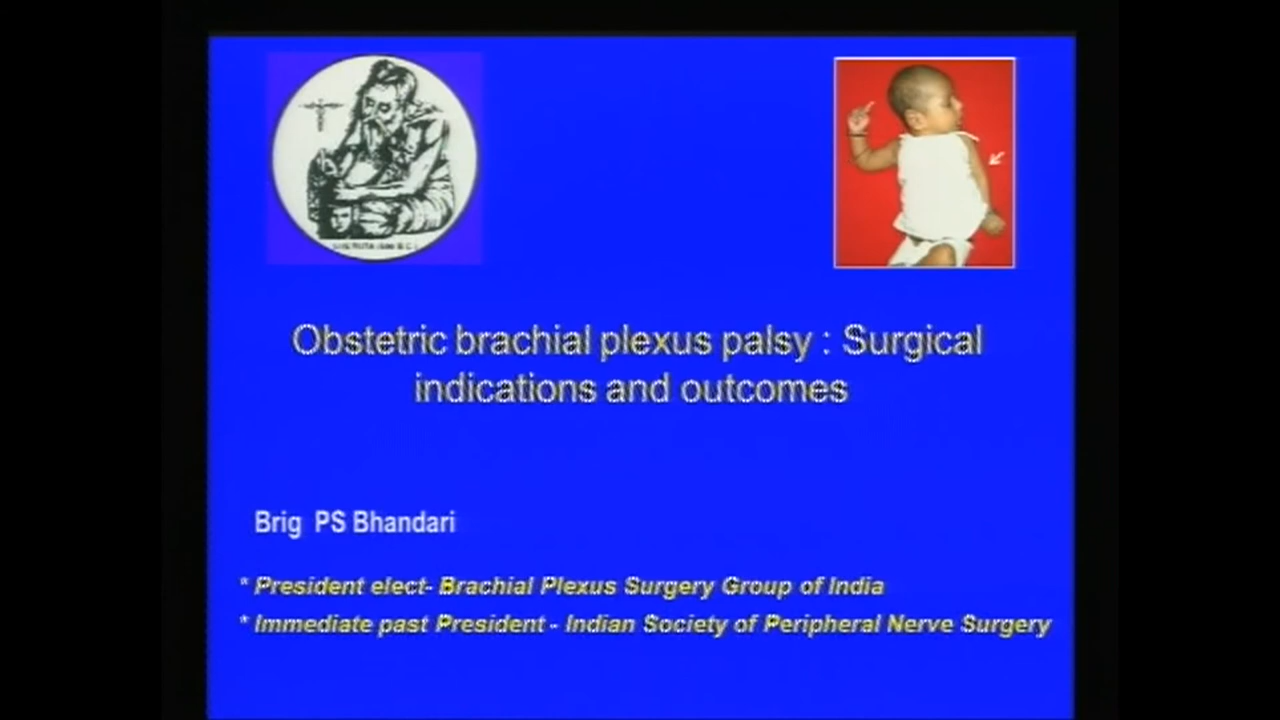 Obstetric brachial plexus palsy : Surgical
indications and outcomes
Brig PS Bhandari
* President elect- Brachial Plexus Surgery Group of India
* Immediate past President - Indian Society of Peripheral Nerve Surgery